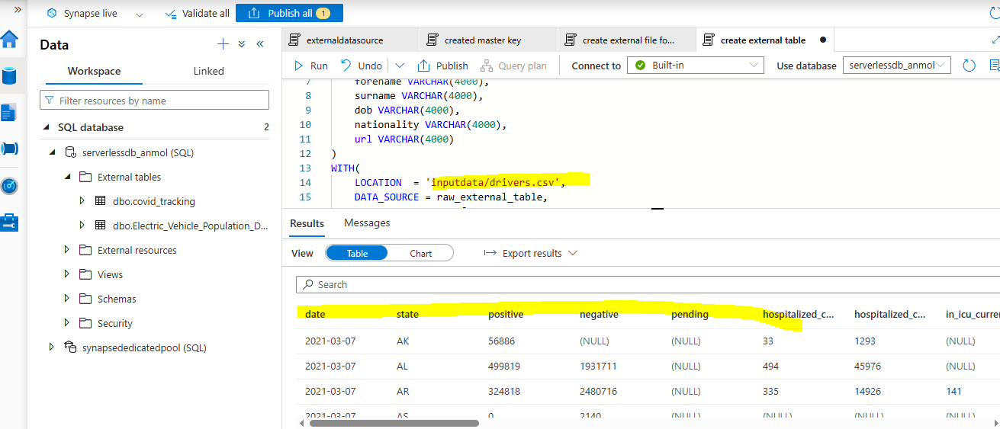 Synapse live
Validate all
Publish all 1
Data
Workspace
Linked
Filter resources by name
SQL database 2
serverlessdb_anmol (SQL)
External tables
dbo.covid_tracking
dbo.Electric_Vehicle_Population_D...
External resources
Views
Schemas
Security
synapsededicatedpool (SQL)
externaldatasource
created master key
create external file fo...
create external table
Run
Undo
Publish
Query plan
Connect to
Built-in
Use database
serverlessdb_anmol
7 forename VARCHAR(4000),
8 surname VARCHAR(4000),
9 dob VARCHAR(4000),
10 nationality VARCHAR(4000),
11 url VARCHAR(4000)
12 )
13 WITH(
14 LOCATION = 'inputdata/drivers.csv',
15 DATA_SOURCE = raw_external_table,
Results
Messages
View
Table
Chart
Export results
Search
date state positive negative pending hospitalized_c... hospitalized_c... in_icu_curre
2021-03-07 AK 56886 (NULL) (NULL) 33 1293 (NULL)
2021-03-07 AL 499819 1931711 (NULL) 494 45976 (NULL)
2021-03-07 AR 324818 2480716 (NULL) 335 14926 141
2021-03-07 AS 0 2140 (NULL) (NULL) (NULL) (NULL)